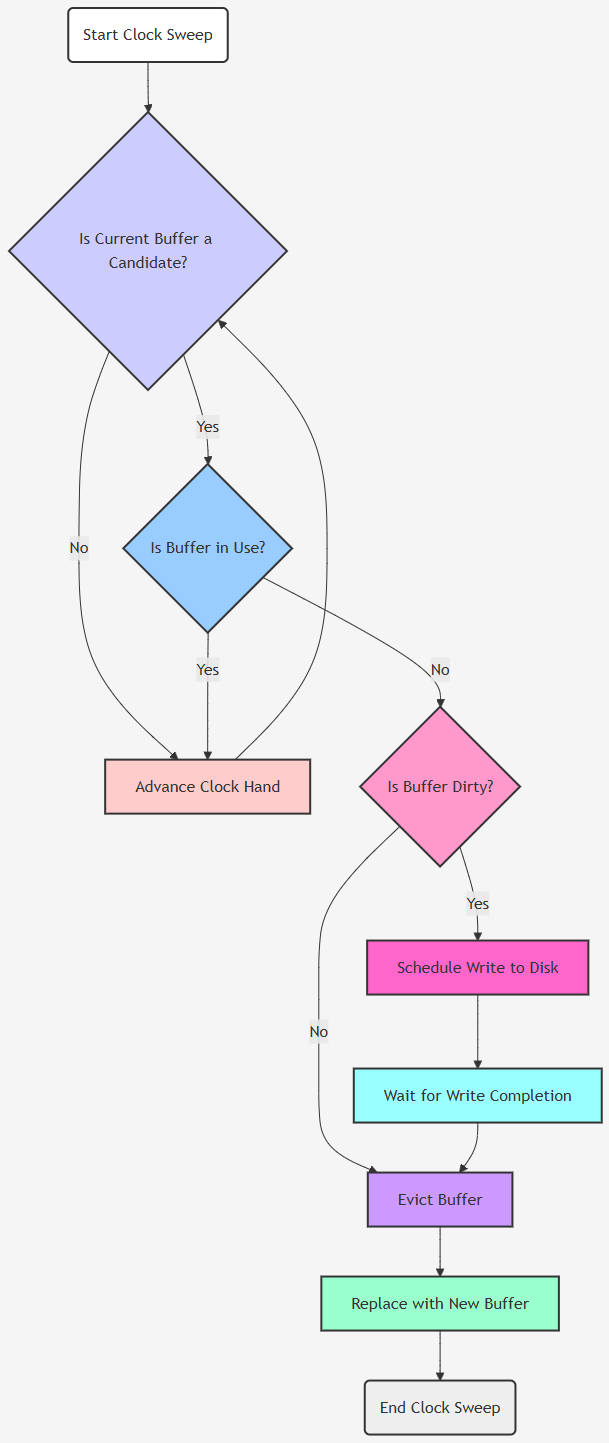 Start Clock Sweep
Is Current Buffer a
Candidate?
Yes
No
Is Buffer in Use?
Yes
No
Advance Clock Hand
Is Buffer Dirty?
Yes
Schedule Write to Disk
No
Wait for Write Completion
Evict Buffer
Replace with New Buffer
End Clock Sweep